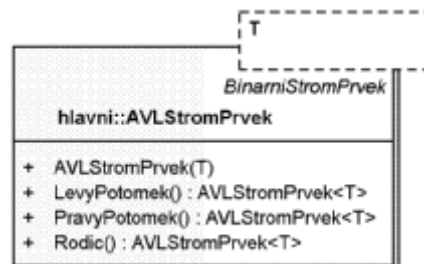 T
BinarniStromPrvek
hlavni::AVLStromPrvek
+ AVLStromPrvek(T)
+ LevyPotomek() : AVLStromPrvek<T>
+ PravyPotomek() : AVLStromPrvek<T>
+ Rodic() : AVLStromPrvek<T>